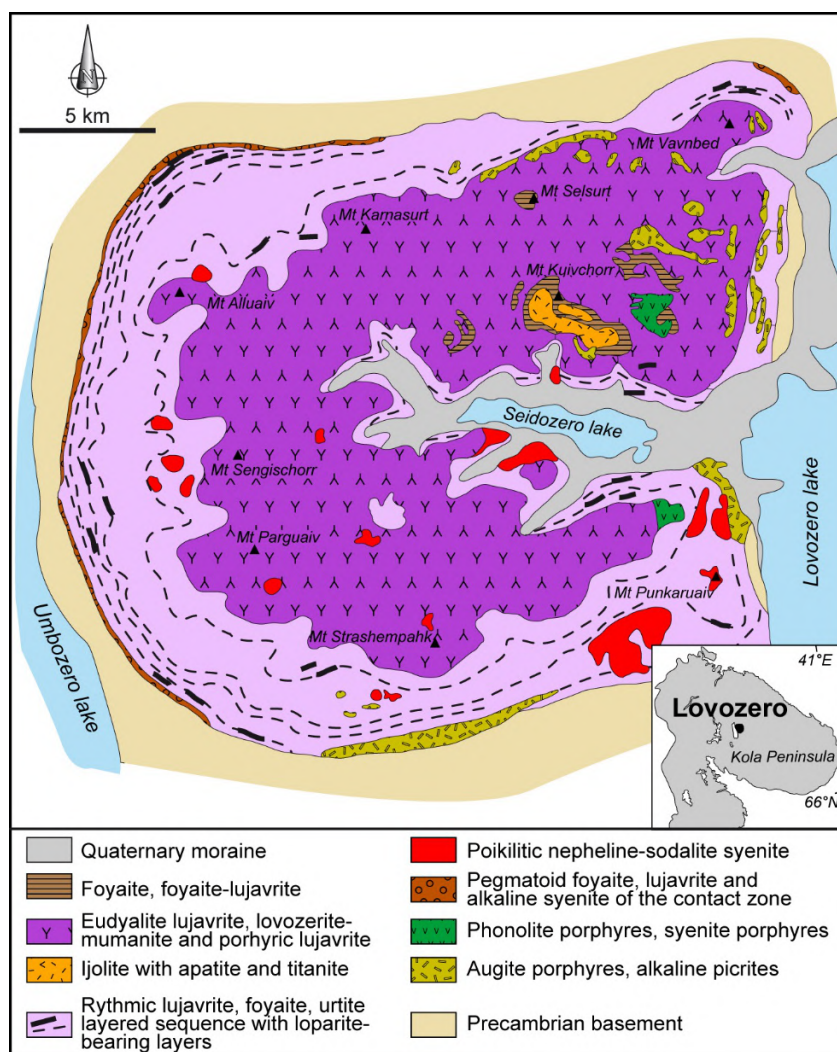 N
5 km
Mt Vavnbed
Mt Selsurt
Mt Karnasurt
Mt Kuivchorr
Mt Alluaiv
Seidozero lake
Mt Sengischorr
Lovozero lake
Mt Parguaiv
Mt Punkaruaiv
Umbozero lake
Mt Strashempahk
41°E
Lovozero
Kola Peninsula
66°N
Quaternary moraine
Foyaite, foyaite-lujavrite
Eudyalite lujavrite, lovozerite-
mumanite and porhyric lujavrite
Ijolite with apatite and titanite
Rythmic lujavrite, foyaite, urtite
layered sequence with loparite-
bearing layers
Poikilitic nepheline-sodalite syenite
Pegmatoid foyaite, lujavrite and
alkaline syenite of the contact zone
Phonolite porphyres, syenite porphyres
Augite porphyres, alkaline picrites
Precambrian basement